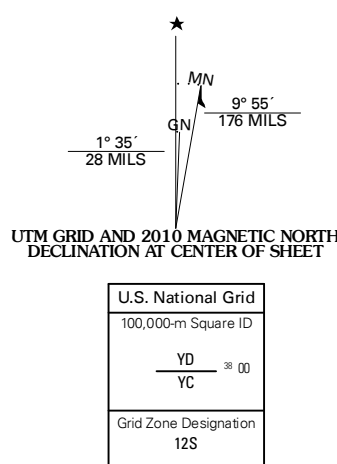 ★
MN
9° 55´
176 MILS
GN
1° 35´
28 MILS
UTM GRID AND 2010 MAGNETIC NORTH
DECLINATION AT CENTER OF SHEET
U.S. National Grid
100,000-m Square ID
YD
38 00
YC
Grid Zone Designation
12S